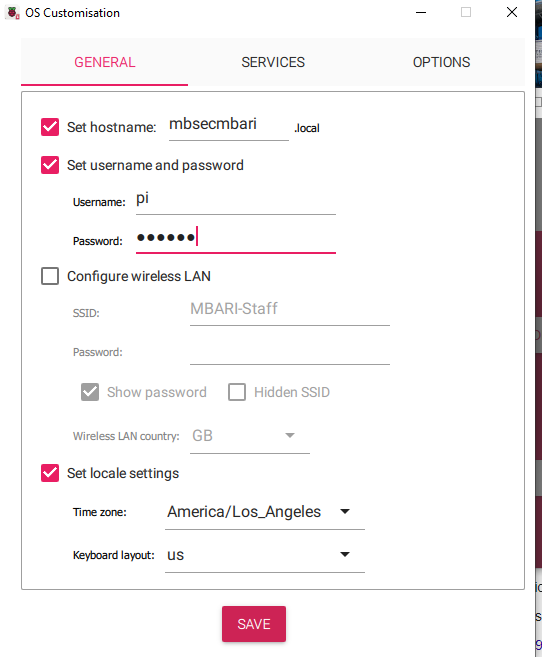 OS Customisation
GENERAL SERVICES OPTIONS
Set hostname: mbsecmbari .local
Set username and password
Username: pi
Password: ●●●●●●
Configure wireless LAN
SSID: MBARI-Staff
Password:
Show password Hidden SSID
Wireless LAN country: GB
Set locale settings
Time zone: America/Los_Angeles
Keyboard layout: us
SAVE